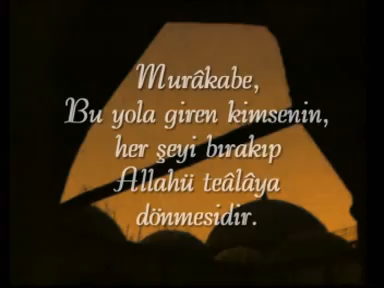 Murâkabe,
Bu yola giren kimsenin,
her şeyi bırakıp
Allahü teâlâya
dönmesidir.